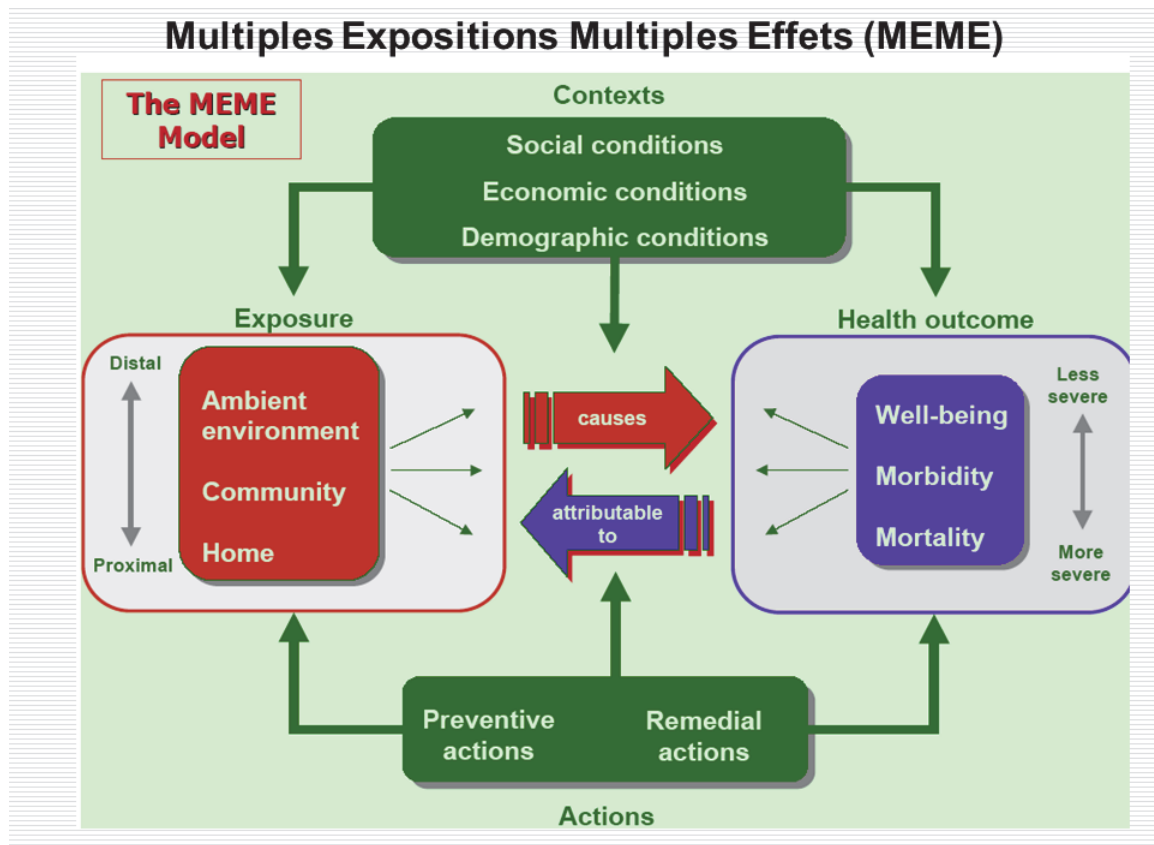 Multiples Expositions Multiples Effets (MEME)
The MEME
Model
Contexts
Social conditions
Economic conditions
Demographic conditions
Exposure
Distal
Proximal
Ambient
environment
Community
Home
causes
attributable
to
Health outcome
Well-being
Morbidity
Mortality
Less
severe
More
severe
Preventive
actions
Remedial
actions
Actions